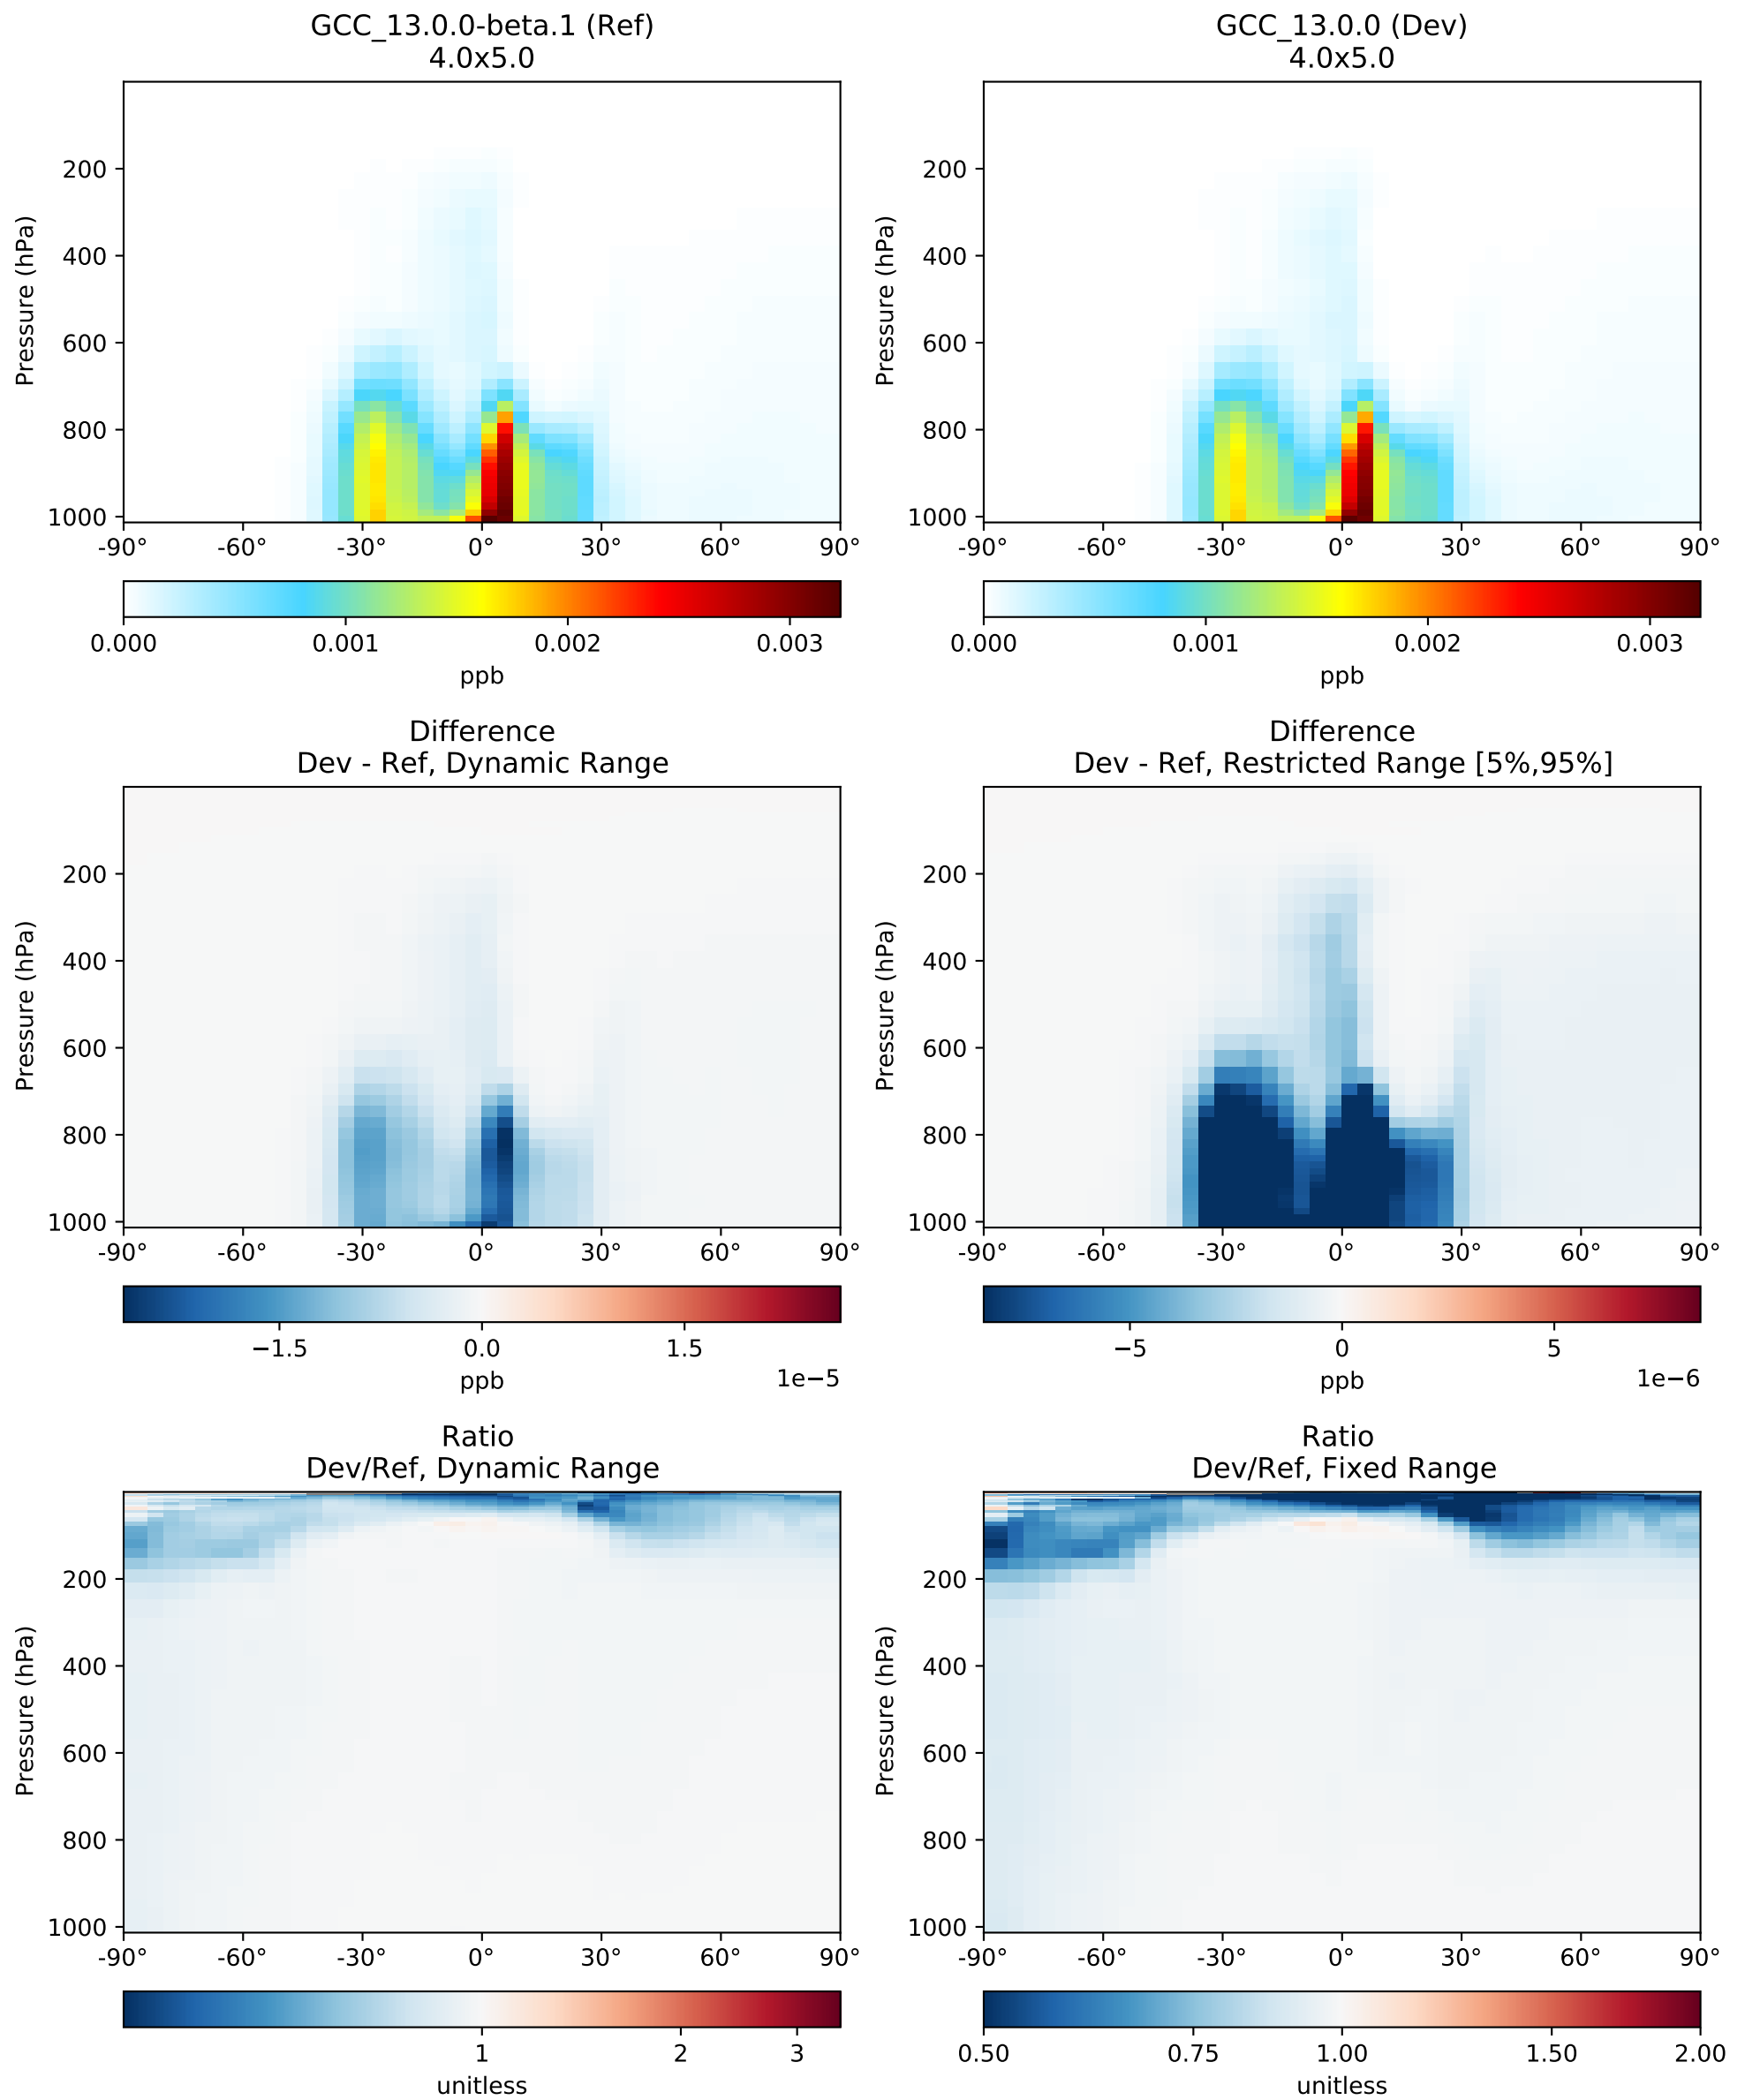 GCC_13.0.0-beta.1 (Ref)
4.0x5.0
Pressure (hPa)
200
400
600
800
1000
-90° -60° -30° 0° 30° 60° 90°
0.000 0.001 0.002 0.003
ppb
GCC_13.0.0 (Dev)
4.0x5.0
Pressure (hPa)
200
400
600
800
1000
-90° -60° -30° 0° 30° 60° 90°
0.000 0.001 0.002 0.003
ppb
Difference
Dev - Ref, Dynamic Range
Pressure (hPa)
200
400
600
800
1000
-90° -60° -30° 0° 30° 60° 90°
−1.5 0.0 1.5
ppb 1e−5
Difference
Dev - Ref, Restricted Range [5%,95%]
Pressure (hPa)
200
400
600
800
1000
-90° -60° -30° 0° 30° 60° 90°
−5 0 5
ppb 1e−6
Ratio
Dev/Ref, Dynamic Range
Pressure (hPa)
200
400
600
800
1000
-90° -60° -30° 0° 30° 60° 90°
1 2 3
unitless
Ratio
Dev/Ref, Fixed Range
Pressure (hPa)
200
400
600
800
1000
-90° -60° -30° 0° 30° 60° 90°
0.50 0.75 1.00 1.50 2.00
unitless